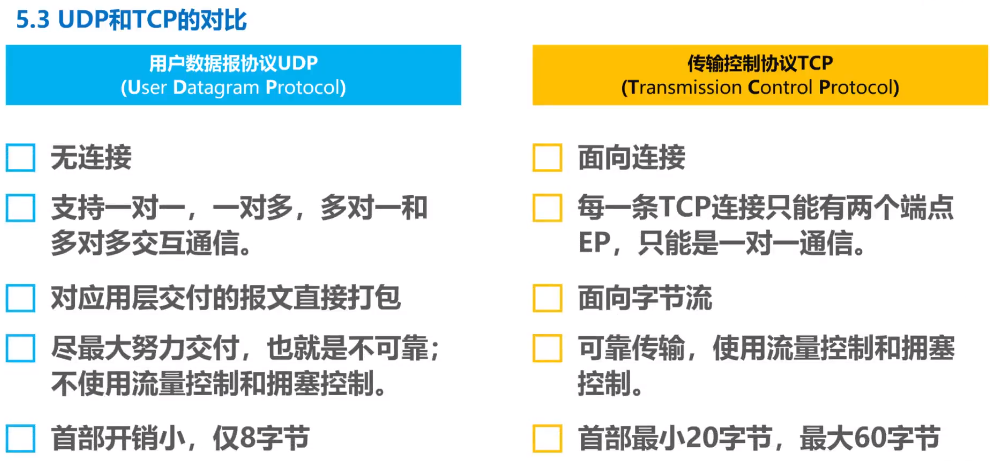 5.3 UDP和TCP的对比
用户数据报协议UDP
(User Datagram Protocol)
无连接
支持一对一，一对多，多对一和
多对多交互通信。
对应用层交付的报文直接打包
尽最大努力交付，也就是不可靠；
不使用流量控制和拥塞控制。
首部开销小，仅8字节
传输控制协议TCP
(Transmission Control Protocol)
面向连接
每一条TCP连接只能有两个端点
EP，只能是一对一通信。
面向字节流
可靠传输，使用流量控制和拥塞
控制。
首部最小20字节，最大60字节